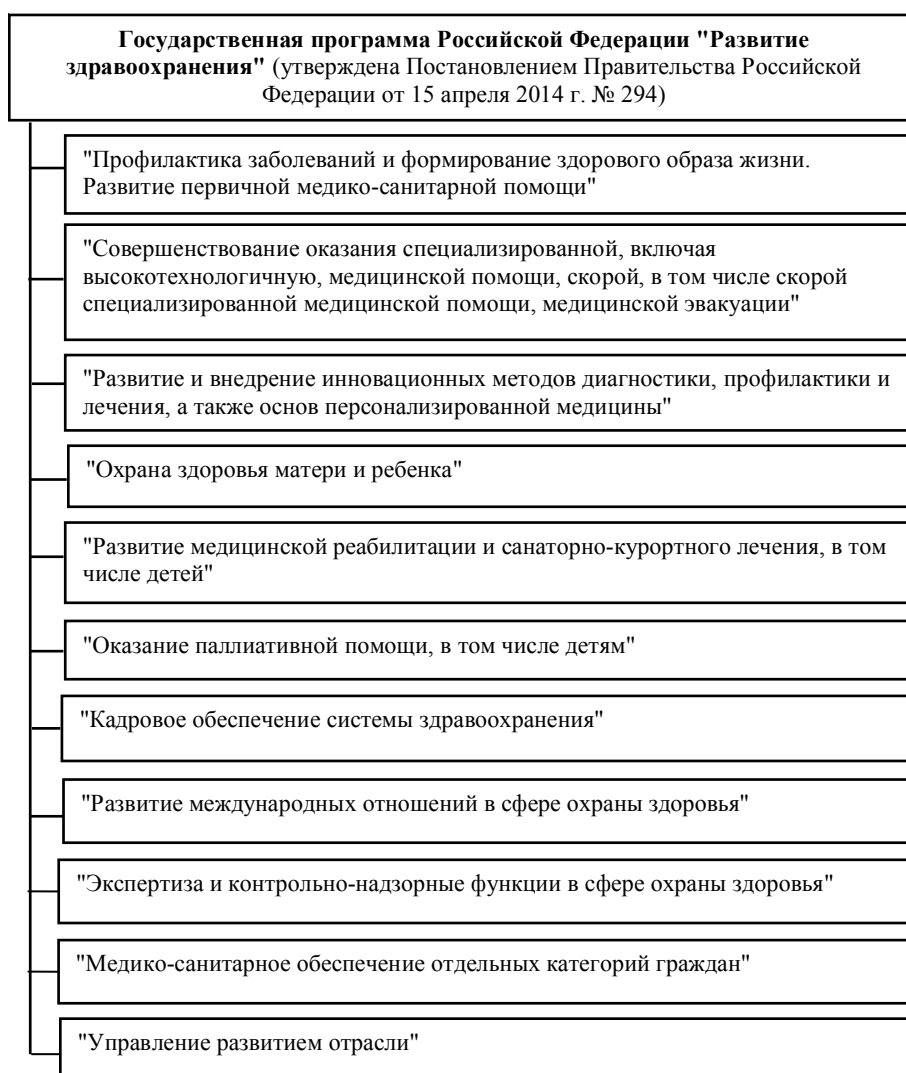 Государственная программа Российской Федерации "Развитие
здравоохранения" (утверждена Постановлением Правительства Российской
Федерации от 15 апреля 2014 г. № 294)
"Профилактика заболеваний и формирование здорового образа жизни.
Развитие первичной медико-санитарной помощи"
"Совершенствование оказания специализированной, включая
высокотехнологичную, медицинской помощи, скорой, в том числе скорой
специализированной медицинской помощи, медицинской эвакуации"
"Развитие и внедрение инновационных методов диагностики, профилактики и
лечения, а также основ персонализированной медицины"
"Охрана здоровья матери и ребенка"
"Развитие медицинской реабилитации и санаторно-курортного лечения, в том
числе детей"
"Оказание паллиативной помощи, в том числе детям"
"Кадровое обеспечение системы здравоохранения"
"Развитие международных отношений в сфере охраны здоровья"
"Экспертиза и контрольно-надзорные функции в сфере охраны здоровья"
"Медико-санитарное обеспечение отдельных категорий граждан"
"Управление развитием отрасли"